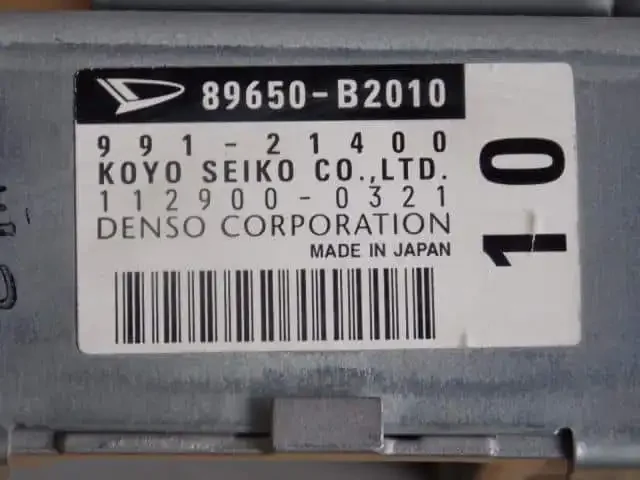 89650-B2010
991-21400
KOYO SEIKO CO.,LTD.
112900-0321
DENSO CORPORATION
MADE IN JAPAN
10